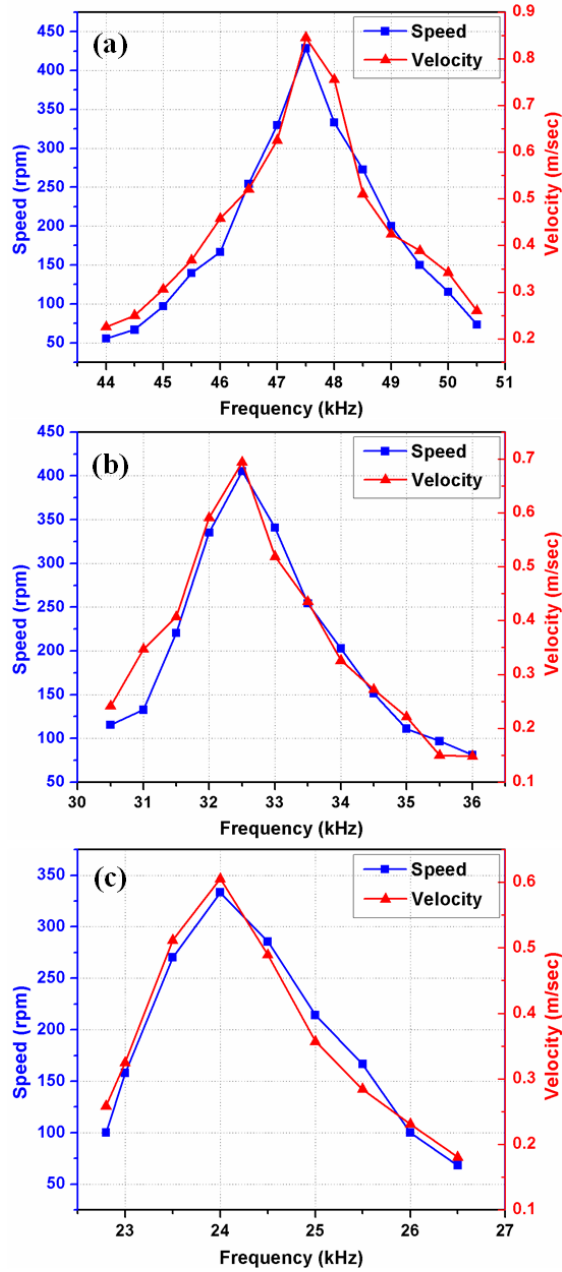 (a)
Speed
Velocity
Speed (rpm)
450
400
350
300
250
200
150
100
50
Velocity (m/sec)
0.9
0.8
0.7
0.6
0.5
0.4
0.3
0.2
44 45 46 47 48 49 50 51
Frequency (kHz)
(b)
Speed
Velocity
Speed (rpm)
450
400
350
300
250
200
150
100
50
Velocity (m/sec)
0.7
0.6
0.5
0.4
0.3
0.2
0.1
30 31 32 33 34 35 36
Frequency (kHz)
(c)
Speed
Velocity
Speed (rpm)
350
300
250
200
150
100
50
Velocity (m/sec)
0.6
0.5
0.4
0.3
0.2
0.1
23 24 25 26 27
Frequency (kHz)